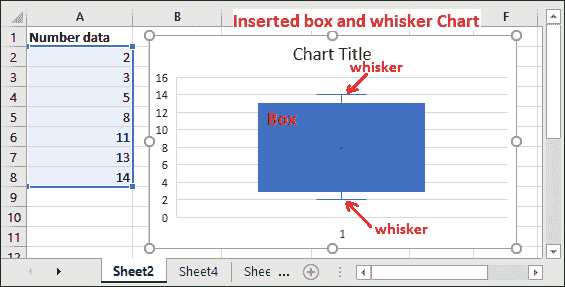 Inserted box and whisker Chart
A B F
1 Number data
2 2
3 3
4 5
5 8
6 11
7 13
8 14
9
10
11
12
Chart Title
whisker
16
14
12
10
8
6
4
2
0
Box
whisker
1
Sheet2 Sheet4 Shee ...